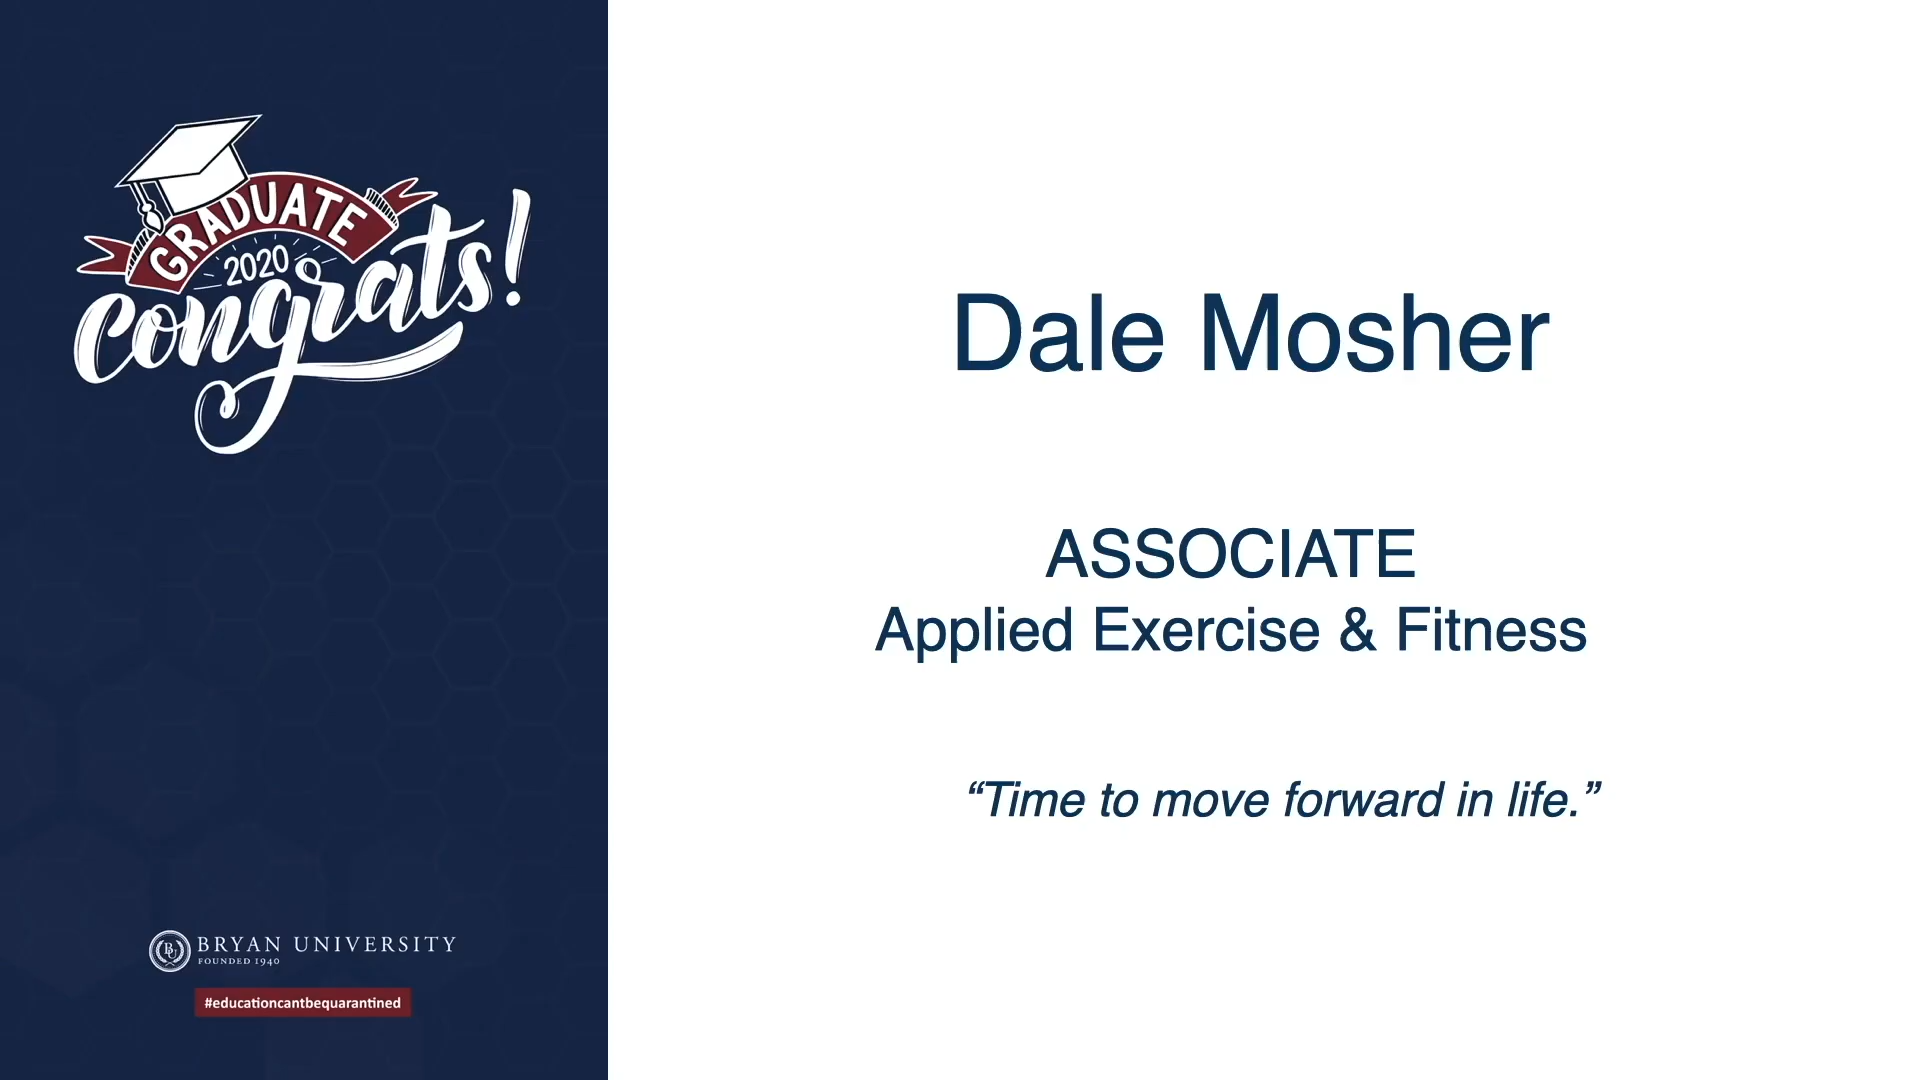 GRADUATE
2020
congrats!
BU
BRYAN UNIVERSITY
FOUNDED 1940
#educationcantbequarantined
Dale Mosher
ASSOCIATE
Applied Exercise & Fitness
“Time to move forward in life.”